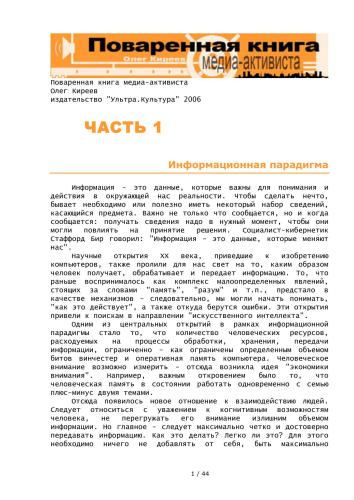 Поваренная книга
Олег Киреев
медиа-активиста
Поваренная книга медиа-активиста
Олег Киреев
издательство "Ультра.Культура" 2006
ЧАСТЬ 1
Информационная парадигма
Информация - это данные, которые важны для понимания и
действия в окружающей нас реальности. Чтобы сделать нечто,
бывает необходимо или полезно иметь некоторый набор сведений,
касающийся предмета. Важно не только что сообщается, но и когда
сообщается: получать сведения надо в нужный момент, чтобы они
могли повлиять на принятие решения. Социалист-кибернетик
Стаффорд Бир говорил: "Информация - это данные, которые меняют
нас".
Научные открытия XX века, приведшие к изобретению
компьютеров, также пролили для нас свет на то, каким образом
человек получает, обрабатывает и передает информацию. То, что
раньше воспринималось как комплекс малоопределенных явлений,
стоящих за словами "память", "разум" и т.п., предстало в
качестве механизмов - следовательно, мы могли начать понимать,
"как это действует", а также откуда берутся ошибки. Эти открытия
привели к поискам в направлении "искусственного интеллекта".
Одним из центральных открытий в рамках информационной
парадигмы стало то, что количество человеческих ресурсов,
расходуемых на процессы обработки, хранения, передачи
информации, ограничено - как ограничены определенным объемом
битов винчестер и оперативная память компьютера. Человеческое
внимание возможно измерить - отсюда возникла идея "экономики
внимания". Например, важным откровением было то, что
человеческая память в состоянии работать одновременно с семью
плюс-минус двумя темами.
Отсюда появилось новое отношение к взаимодействию людей.
Следует относиться с уважением к когнитивным возможностям
человека, не перегружать его внимание излишним объемом
информации. Но главное - следует максимально четко и достоверно
передавать информацию. Как это делать? Легко ли это? Для этого
необходимо ничего не добавлять от себя, быть максимально
1 / 44